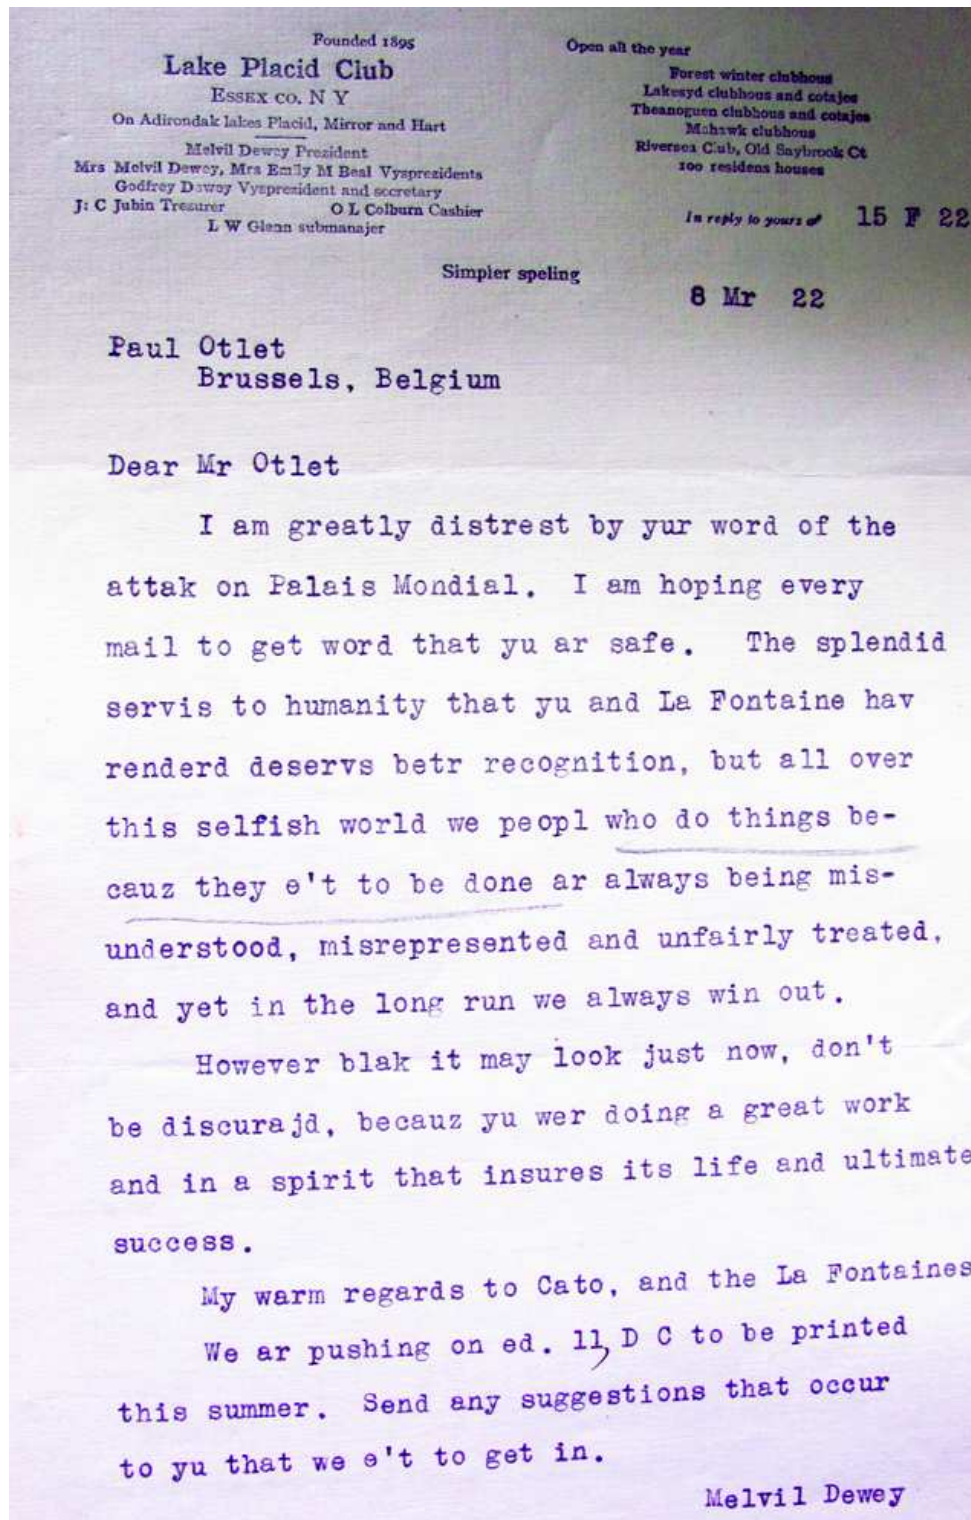 Founded 1895
Lake Placid Club
ESSEX CO. N Y
On Adirondak lakes Placid, Mirror and Hart
Melvil Dewey Prezident
Mrs Melvil Dewey, Mrs Emily M Beal Vysprezidents
Godfrey Dewey Vysprezident and secretary
J: C Jubin Trezurer O L Colburn Cashier
L W Glenn submanajer
Open all the year
Forest winter clubhous
Lakesyd clubhous and cotajes
Theanoguen clubhous and cotajes
Mohawk clubhous
Riversea Club, Old Saybrook Ct
100 residens houses
In reply to yours of 15 F 22
Simpler speling
8 Mr 22
Paul Otlet
Brussels, Belgium
Dear Mr Otlet
I am greatly distrest by yur word of the
attak on Palais Mondial. I am hoping every
mail to get word that yu ar safe. The splendid
servis to humanity that yu and La Fontaine hav
renderd deservs betr recognition, but all over
this selfish world we peopl who do things be-
cauz they o't to be done ar always being mis-
understood, misrepresented and unfairly treated,
and yet in the long run we always win out.
However blak it may look just now, don't
be discurajd, becauz yu wer doing a great work
and in a spirit that insures its life and ultimate
success.
My warm regards to Cato, and the La Fontaines
We ar pushing on ed. 11, D C to be printed
this summer. Send any suggestions that occur
to yu that we o't to get in.
Melvil Dewey